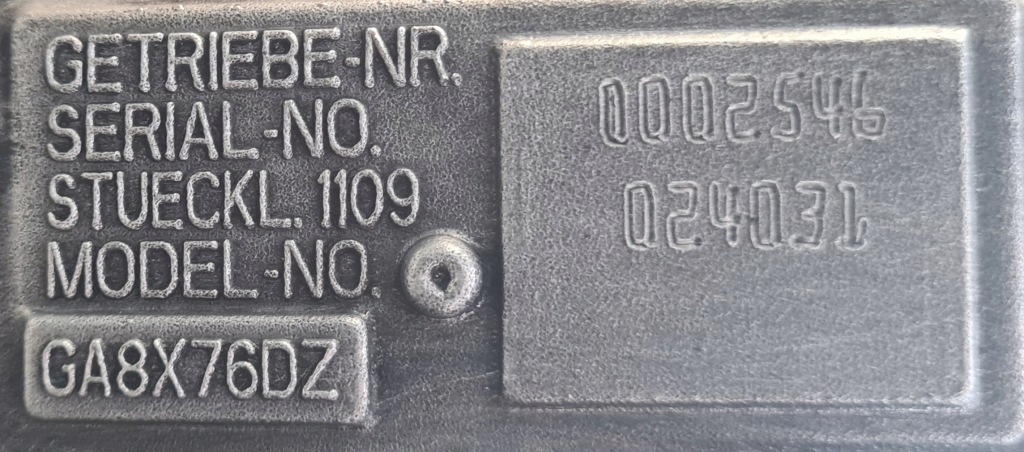 GETRIEBE-NR.
SERIAL-NO.
STUECKL. 1109
MODEL-NO.
GA8X76DZ
0002546
024031